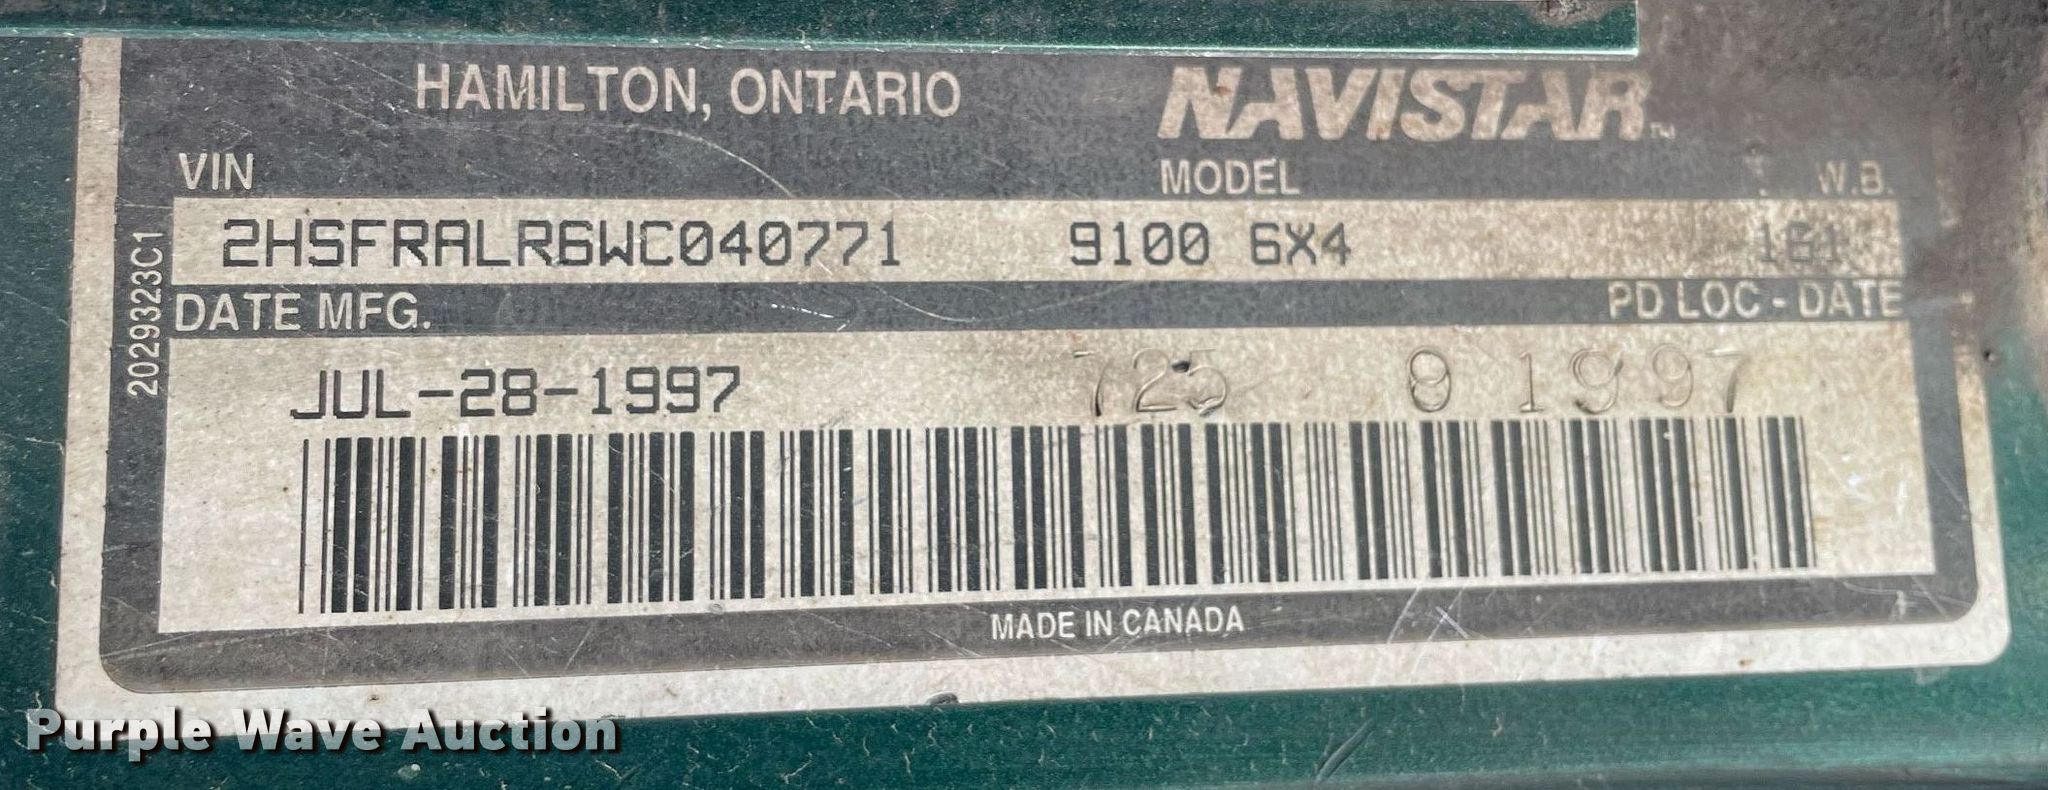 HAMILTON, ONTARIO NAVISTAR™
VIN MODEL W.B.
2HSFRALR6WC040771 9100 6X4 161
DATE MFG. PD LOC - DATE
JUL-28-1997 725 8 1997
MADE IN CANADA
2029323C1
Purple Wave Auction